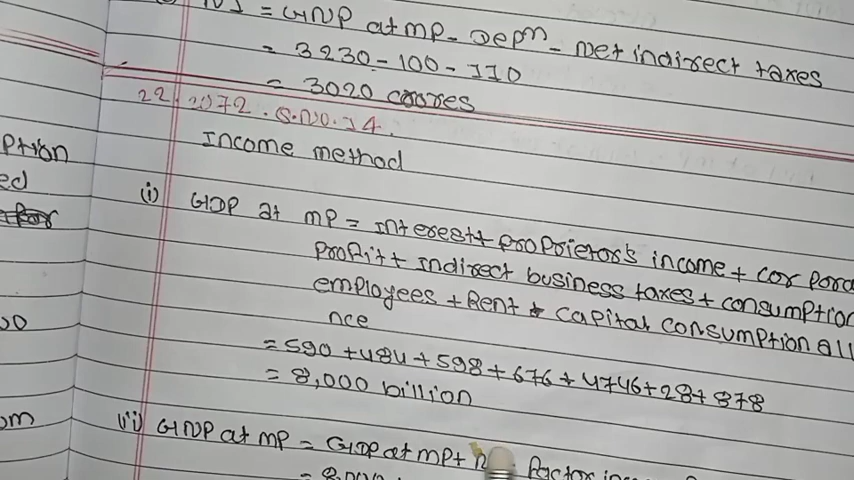 = GNP at mp - Depn - net indirect taxes
= 3230 - 100 - 110
= 3020 crores
22. 2072. Q.NO. 14.
Income method
ption
ed
(i) GDP at mp = Interest + proprietor's income + corpora
profit + Indirect business taxes + consumption
employees + Rent + capital consumption all
nce
= 590 + 484 + 598 + 676 + 4746 + 28 + 878
= 8,000 billion
om
(ii) GNP at mp = GDP at mp +